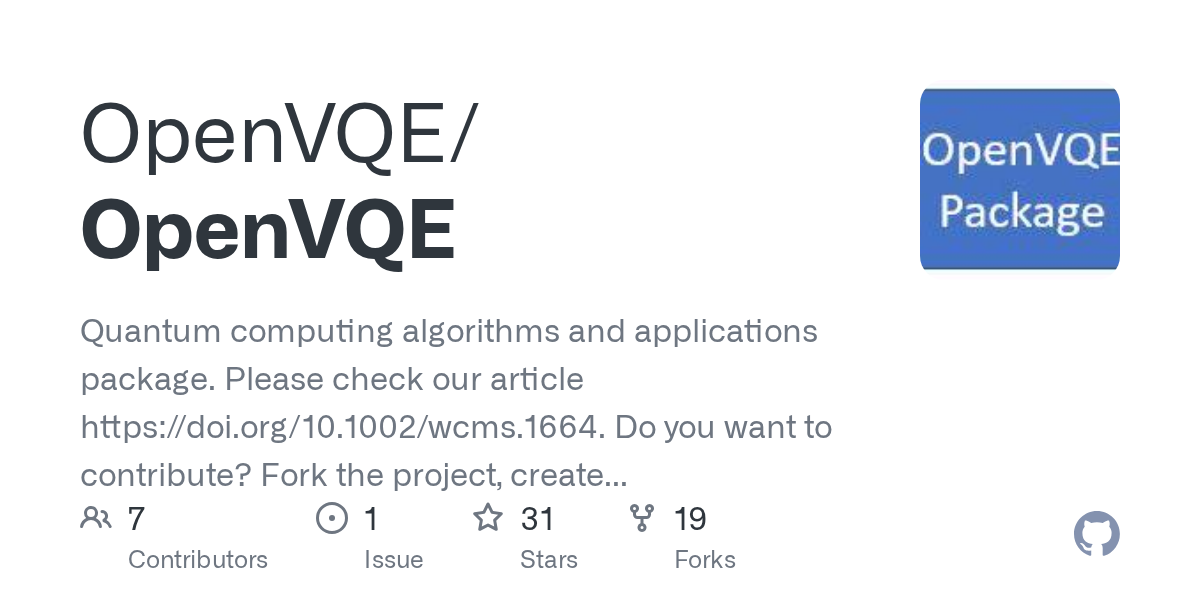 OpenVQE/
OpenVQE
OpenVQE
Package
Quantum computing algorithms and applications
package. Please check our article
https://doi.org/10.1002/wcms.1664. Do you want to
contribute? Fork the project, create...
7
Contributors
1
Issue
31
Stars
19
Forks